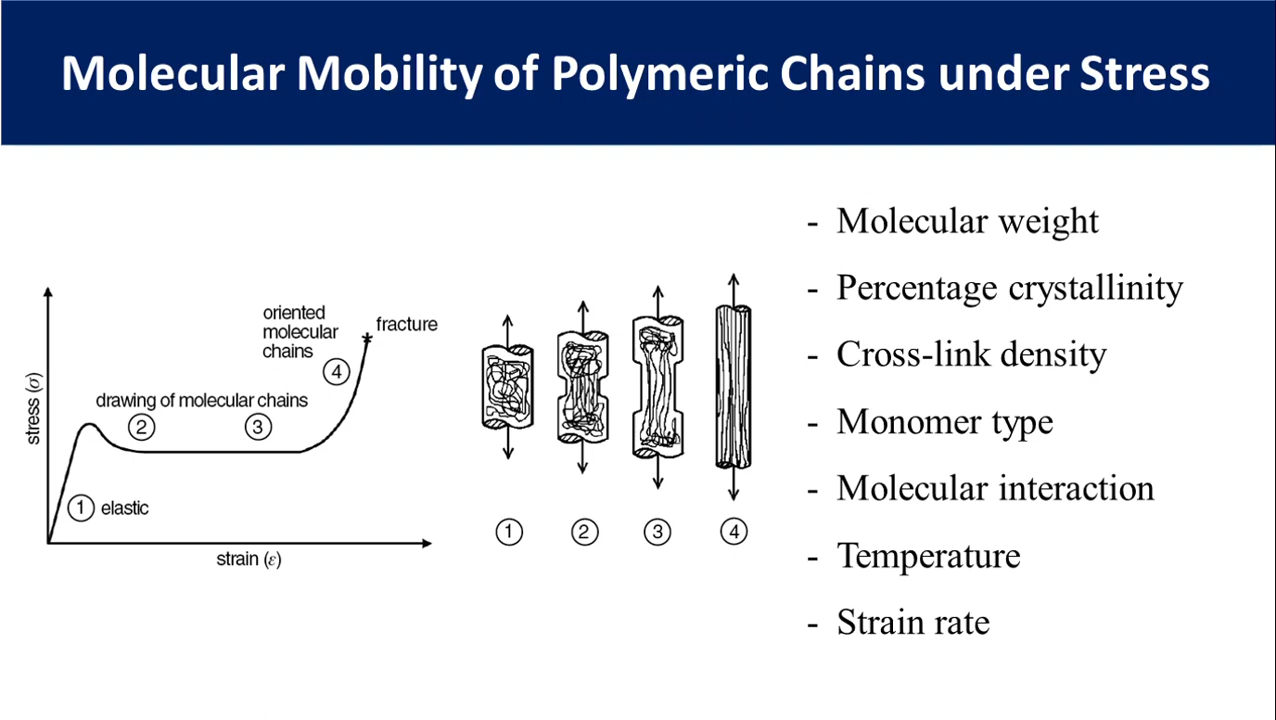 Molecular Mobility of Polymeric Chains under Stress
stress (σ)
strain (ε)
1 elastic
drawing of molecular chains
2 3
oriented
molecular
chains
4
fracture
1 2 3 4
- Molecular weight
- Percentage crystallinity
- Cross-link density
- Monomer type
- Molecular interaction
- Temperature
- Strain rate